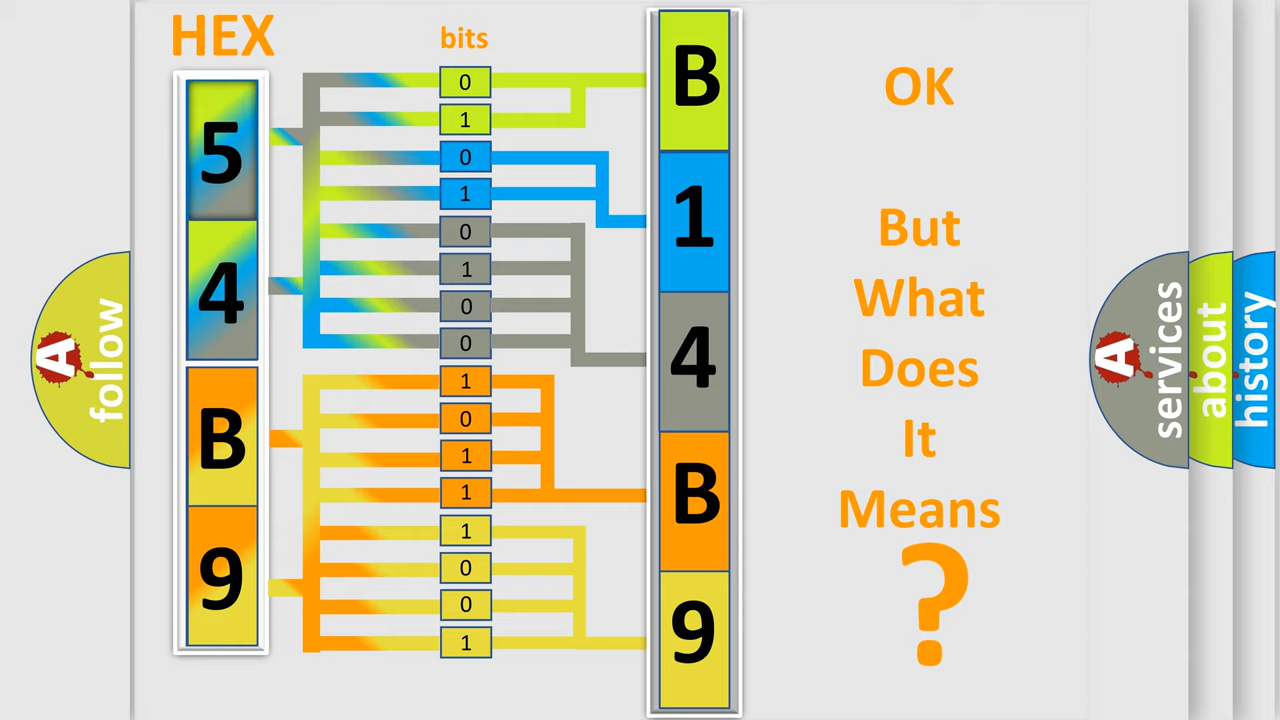 HEX
bits
5
4
B
9
0
1
0
1
0
1
0
0
1
0
1
1
1
0
0
1
B
1
4
B
9
OK
But
What
Does
It
Means
?
A
follow
A
services
about
history